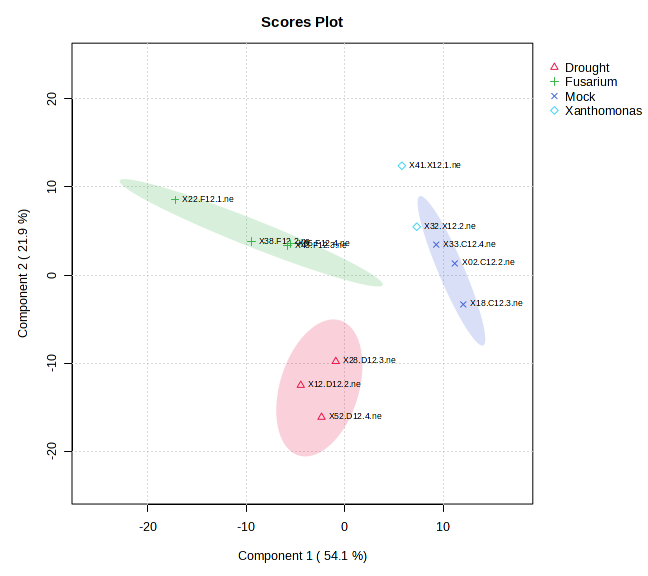 Scores Plot
Drought
Fusarium
Mock
Xanthomonas
X41.X12.1.ne
X22.F12.1.ne
X32.X12.2.ne
X38.F12.2.ne
X33.C12.4.ne
X02.C12.2.ne
X18.C12.3.ne
X28.D12.3.ne
X12.D12.2.ne
X52.D12.4.ne
20
10
0
-10
-20
Component 2 ( 21.9 %)
-20
-10
0
10
Component 1 ( 54.1 %)